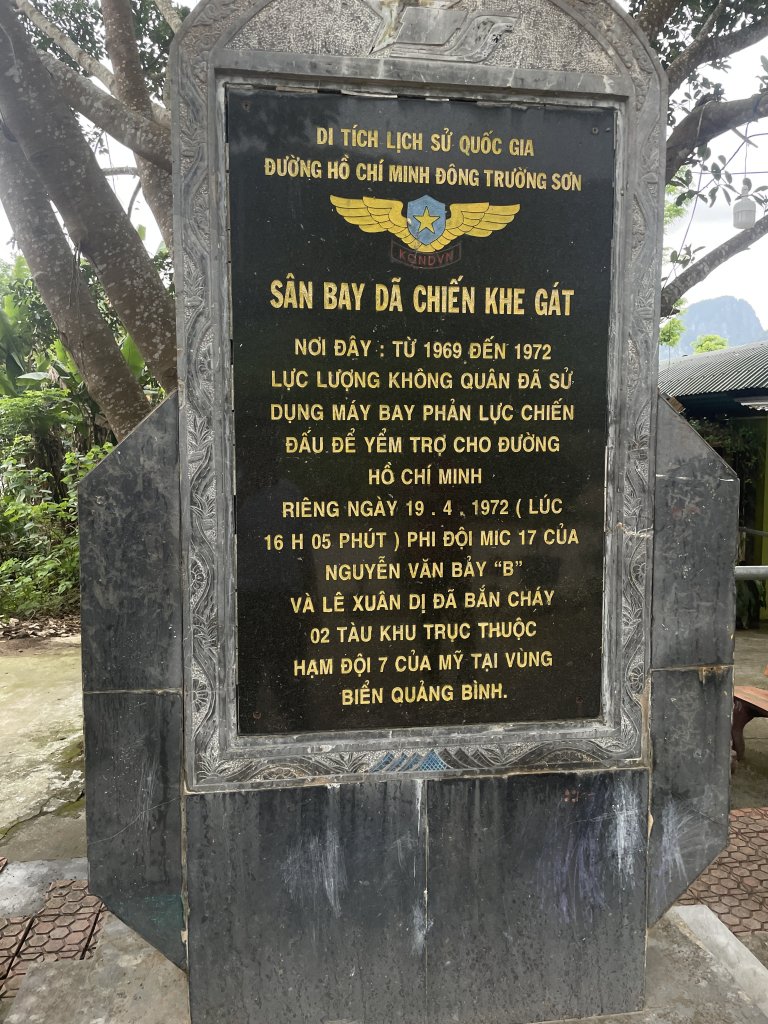 DI TÍCH LỊCH SỬ QUỐC GIA
ĐƯỜNG HỒ CHÍ MINH ĐÔNG TRƯỜNG SƠN
KQNDVN
SÂN BAY DÃ CHIẾN KHE GÁT
NƠI ĐÂY : TỪ 1969 ĐẾN 1972
LỰC LƯỢNG KHÔNG QUÂN ĐÃ SỬ
DỤNG MÁY BAY PHẢN LỰC CHIẾN
ĐẤU ĐỂ YỂM TRỢ CHO ĐƯỜNG
HỒ CHÍ MINH
RIÊNG NGÀY 19 . 4 . 1972 ( LÚC
16 H 05 PHÚT ) PHI ĐỘI MIC 17 CỦA
NGUYỄN VĂN BẢY “B”
VÀ LÊ XUÂN DỊ ĐÃ BẮN CHÁY
02 TÀU KHU TRỤC THUỘC
HẠM ĐỘI 7 CỦA MỸ TẠI VÙNG
BIỂN QUẢNG BÌNH.